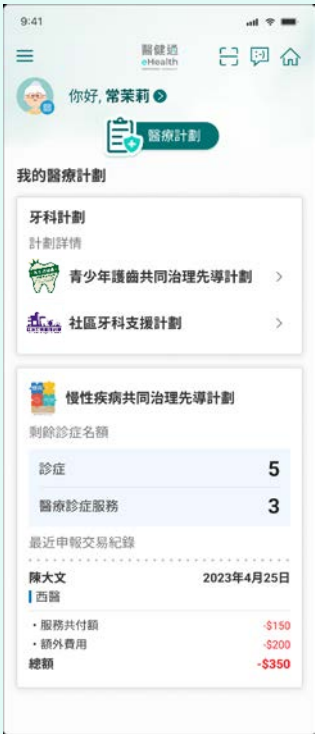 9:41
醫健通
eHealth
你好, 常茉莉
醫療計劃
我的醫療計劃
牙科計劃
計劃詳情
青少年護齒共同治理先導計劃
社區牙科支援計劃
慢性疾病共同治理先導計劃
剩餘診症名額
診症 5
醫療診症服務 3
最近申報交易紀錄
陳大文 2023年4月25日
西醫
・服務共付額 -$150
・額外費用 -$200
總額 -$350